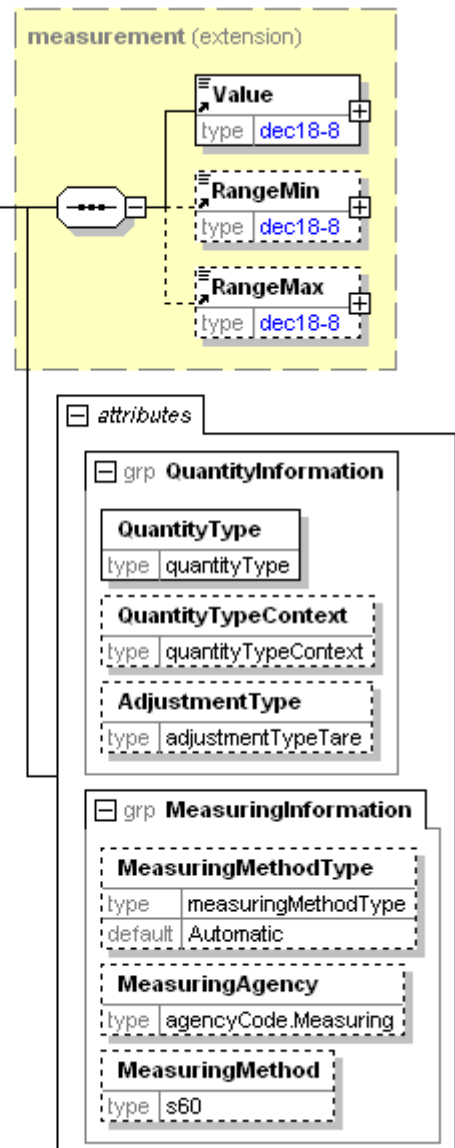 measurement (extension)
Value
type dec18-8
RangeMin
type dec18-8
RangeMax
type dec18-8
attributes
grp QuantityInformation
QuantityType
type quantityType
QuantityTypeContext
type quantityTypeContext
AdjustmentType
type adjustmentTypeTare
grp MeasuringInformation
MeasuringMethodType
type measuringMethodType
default Automatic
MeasuringAgency
type agencyCode.Measuring
MeasuringMethod
type s60